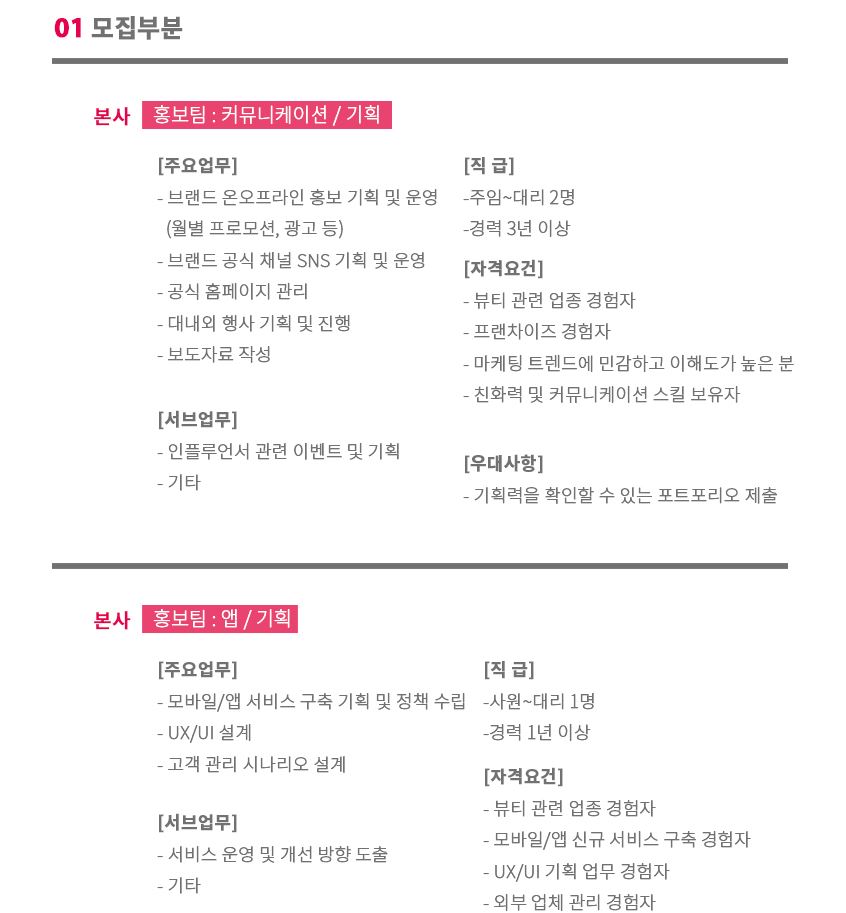 01 모집부분
본사 홍보팀 : 커뮤니케이션 / 기획
[주요업무]
- 브랜드 온오프라인 홍보 기획 및 운영
(월별 프로모션, 광고 등)
- 브랜드 공식 채널 SNS 기획 및 운영
- 공식 홈페이지 관리
- 대내외 행사 기획 및 진행
- 보도자료 작성
[서브업무]
- 인플루언서 관련 이벤트 및 기획
- 기타
[직 급]
-주임~대리 2명
-경력 3년 이상
[자격요건]
- 뷰티 관련 업종 경험자
- 프랜차이즈 경험자
- 마케팅 트렌드에 민감하고 이해도가 높은 분
- 친화력 및 커뮤니케이션 스킬 보유자
[우대사항]
- 기획력을 확인할 수 있는 포트포리오 제출
본사 홍보팀 : 앱 / 기획
[주요업무]
- 모바일/앱 서비스 구축 기획 및 정책 수립
- UX/UI 설계
- 고객 관리 시나리오 설계
[서브업무]
- 서비스 운영 및 개선 방향 도출
- 기타
[직 급]
-사원~대리 1명
-경력 1년 이상
[자격요건]
- 뷰티 관련 업종 경험자
- 모바일/앱 신규 서비스 구축 경험자
- UX/UI 기획 업무 경험자
- 외부 업체 관리 경험자